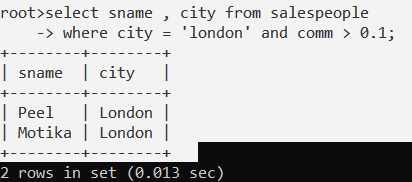 root>select sname , city from salespeople
    -> where city = 'london' and comm > 0.1;
+--------+--------+
| sname  | city   |
+--------+--------+
| Peel   | London |
| Motika | London |
+--------+--------+
2 rows in set (0.013 sec)